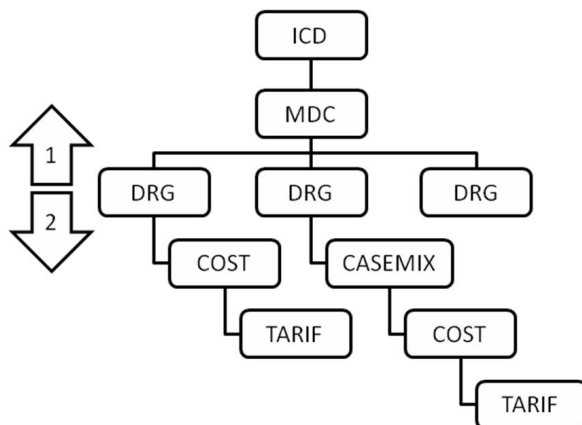 ICD
MDC
1
DRG
DRG
DRG
2
COST
CASEMIX
TARIF
COST
TARIF